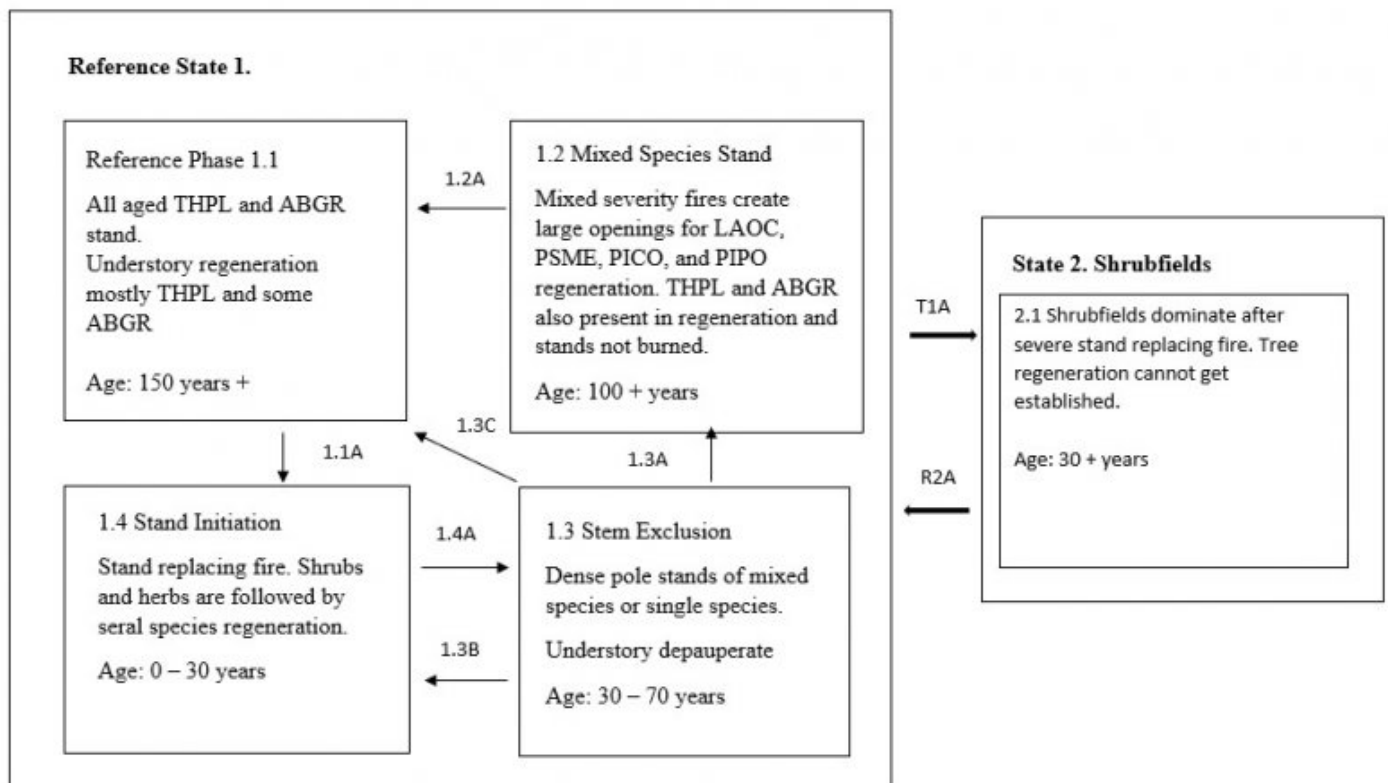 Reference State 1.
Reference Phase 1.1
All aged THPL and ABGR
stand.
Understory regeneration
mostly THPL and some
ABGR
Age: 150 years +
1.2A
1.2 Mixed Species Stand
Mixed severity fires create
large openings for LAOC,
PSME, PICO, and PIPO
regeneration. THPL and ABGR
also present in regeneration and
stands not burned.
Age: 100 + years
1.1A
1.3C
1.3A
1.4 Stand Initiation
Stand replacing fire. Shrubs
and herbs are followed by
seral species regeneration.
Age: 0 – 30 years
1.4A
1.3B
1.3 Stem Exclusion
Dense pole stands of mixed
species or single species.
Understory depauperate
Age: 30 – 70 years
T1A
R2A
State 2. Shrubfields
2.1 Shrubfields dominate after
severe stand replacing fire. Tree
regeneration cannot get
established.
Age: 30 + years